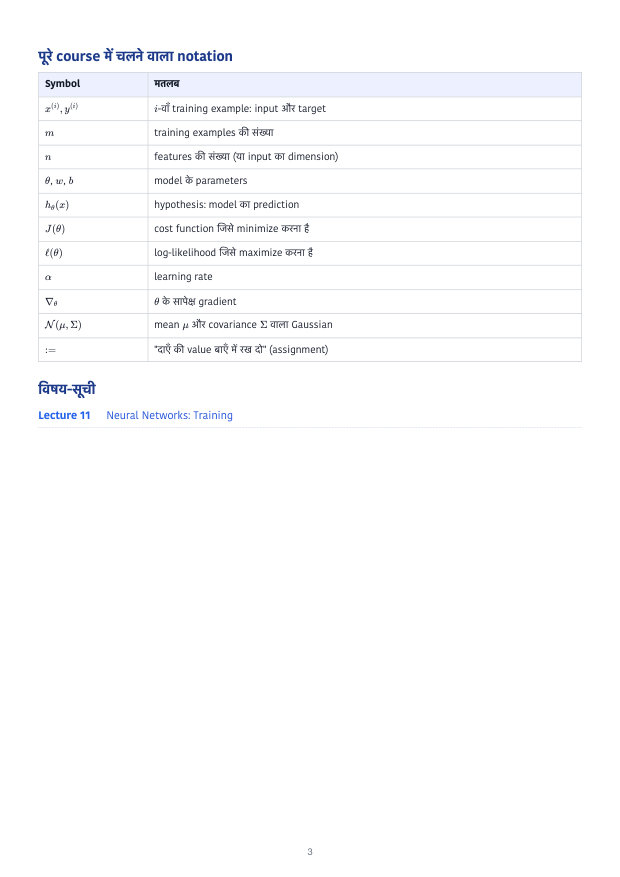 पूरे course में चलने वाला notation
Symbol मतलब
x^{(i)}, y^{(i)} i-वाँ training example: input और target
m training examples की संख्या
n features की संख्या (या input का dimension)
θ, w, b model के parameters
h_θ(x) hypothesis: model का prediction
J(θ) cost function जिसे minimize करना है
ℓ(θ) log-likelihood जिसे maximize करना है
α learning rate
∇_θ θ के सापेक्ष gradient
𝒩(μ, Σ) mean μ और covariance Σ वाला Gaussian
:= "दाएँ की value बाएँ में रख दो" (assignment)
विषय-सूची
Lecture 11 Neural Networks: Training
3